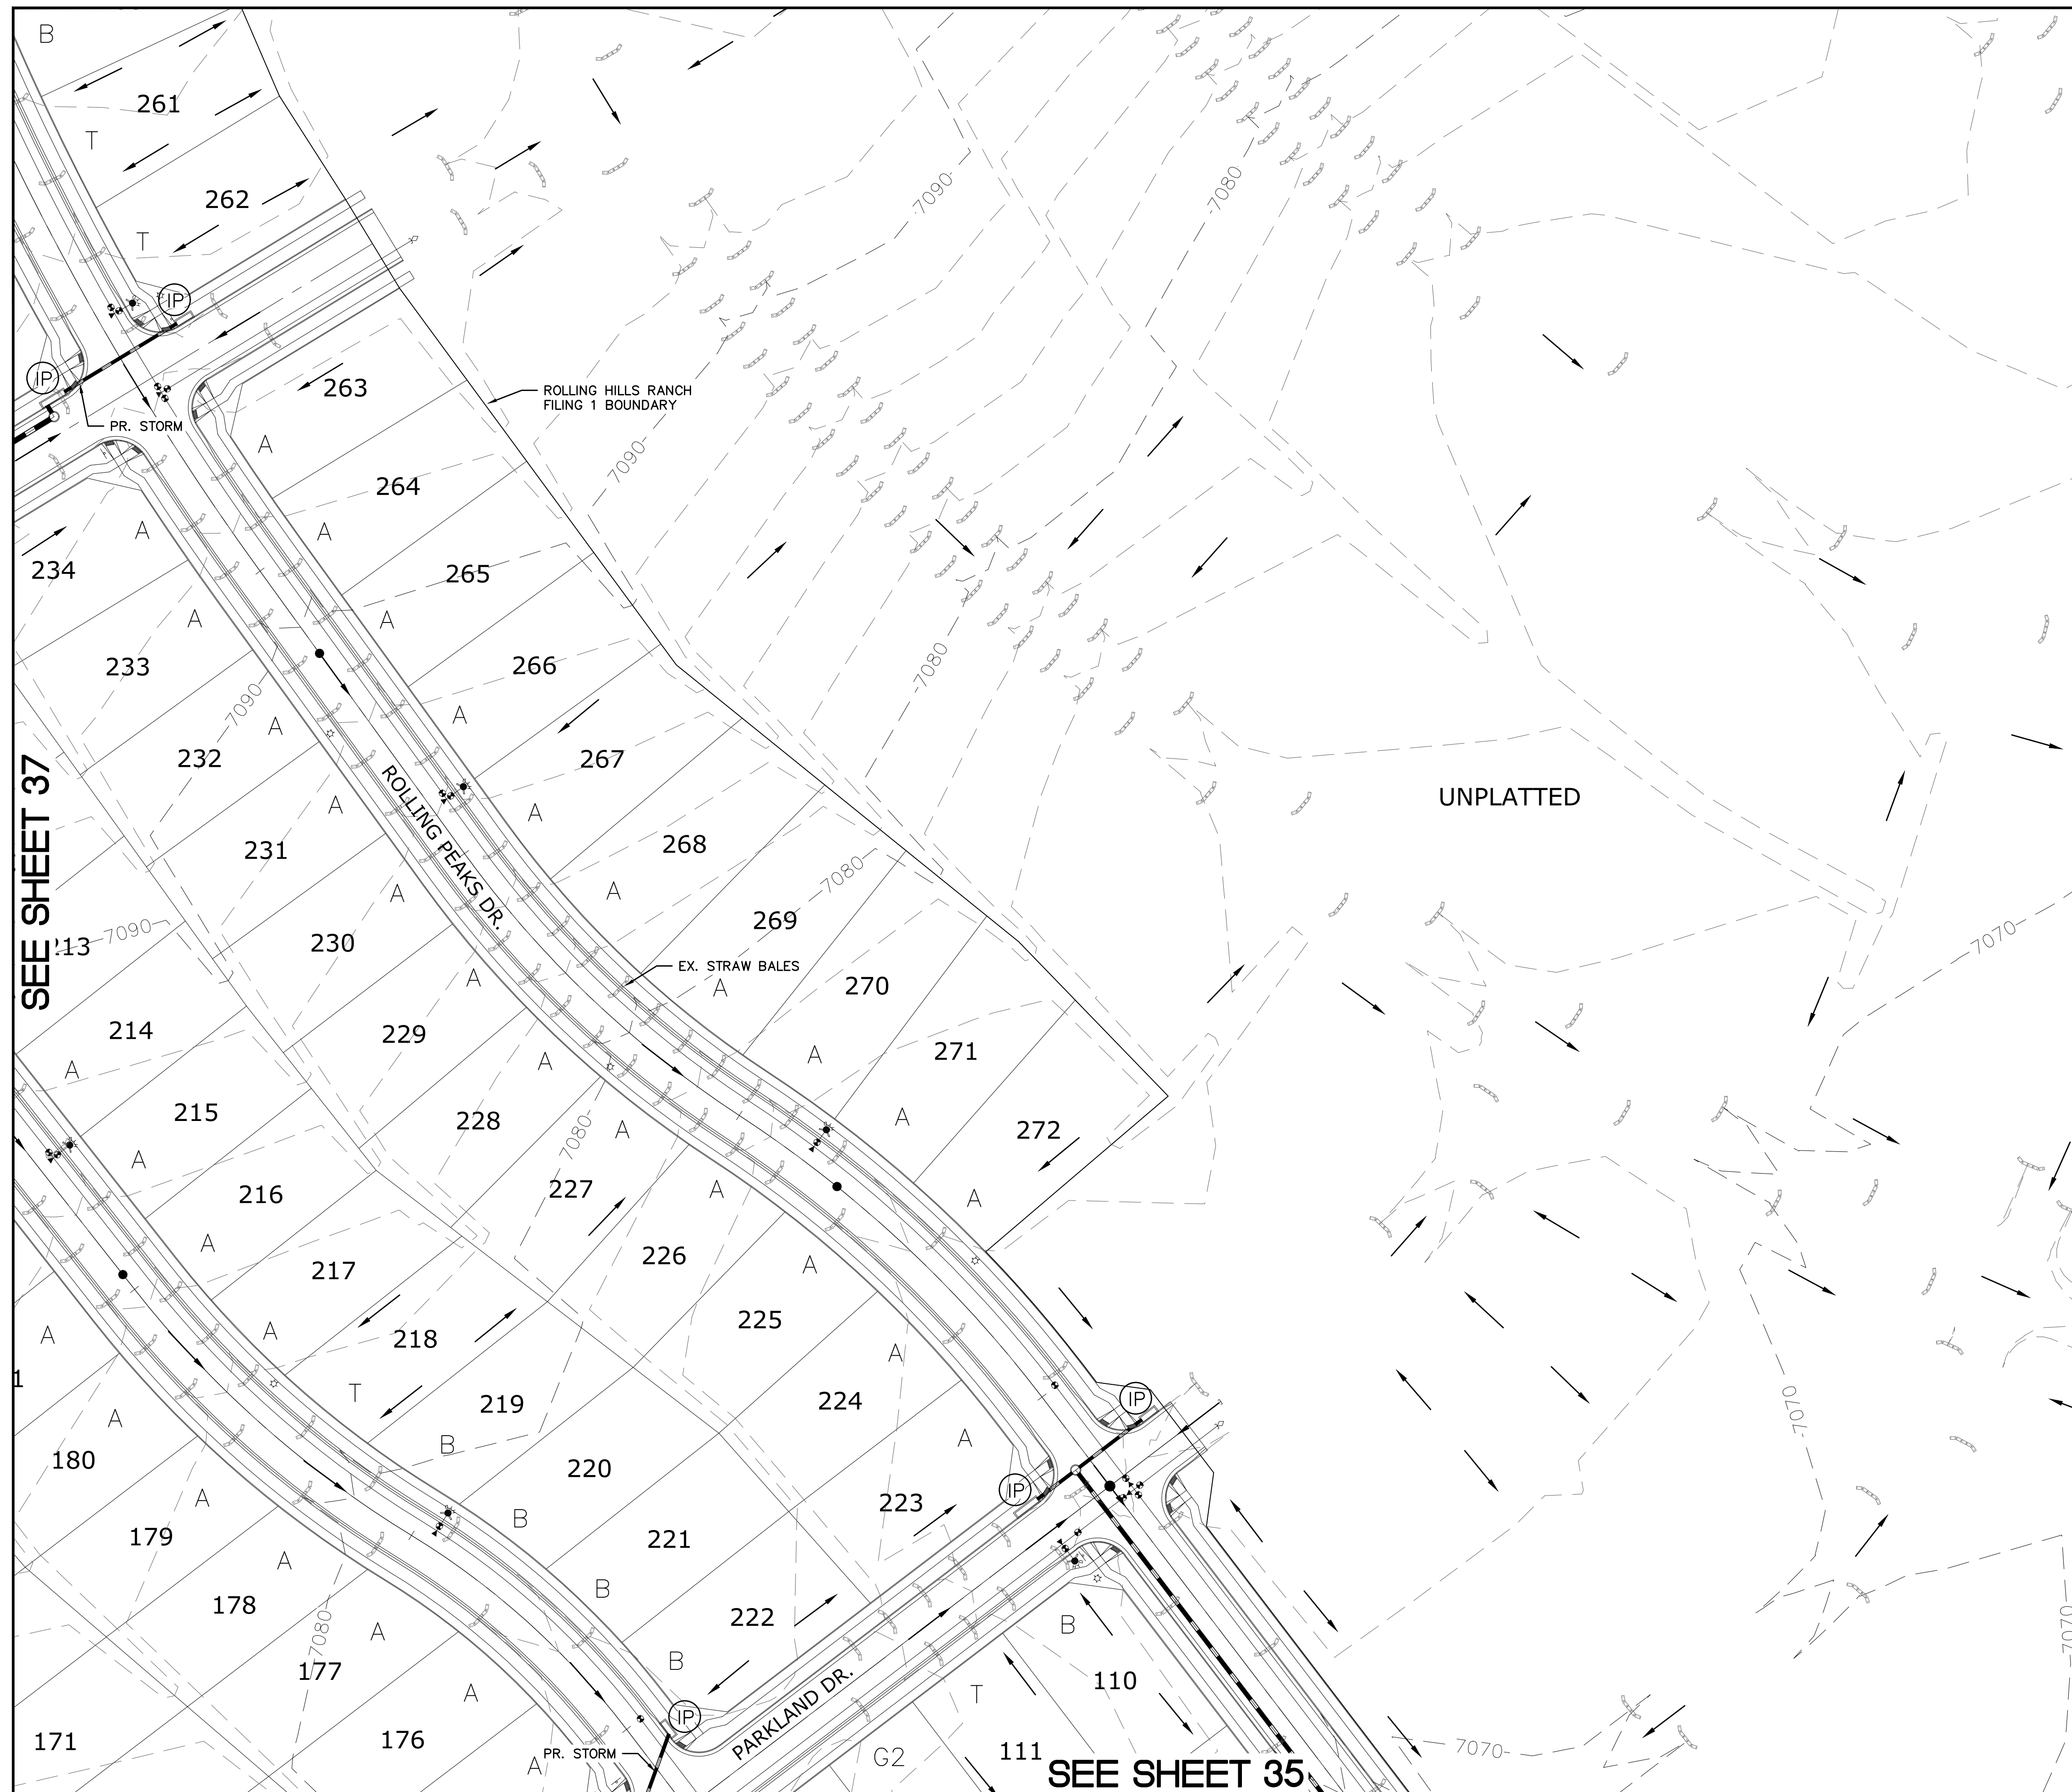 B
261
T
262
T
IP
7090
7080
IP
263
ROLLING HILLS RANCH
FILING 1 BOUNDARY
PR. STORM
A
7090
264
A
A
234
265
A
A
233
266
7080
7090
A
A
232
267
ROLLING PEAKS DR.
UNPLATTED
A
A
231
268
7080
A
A
269
230
7090
213
7070
SEE SHEET 37
EX. STRAW BALES
A
A
270
214
229
271
A
A
A
215
228
7080
A
272
A
A
227
A
216
A
A
226
A
217
225
A
A
218
A
224
T
219
7070
A
B
A
IP
180
220
IP
223
A
B
179
221
A
B
178
222
B
7080
A
B
7070
177
PARKLAND DR.
110
T
A
IP
171
176
PR. STORM
A
G2
111
7070
SEE SHEET 35